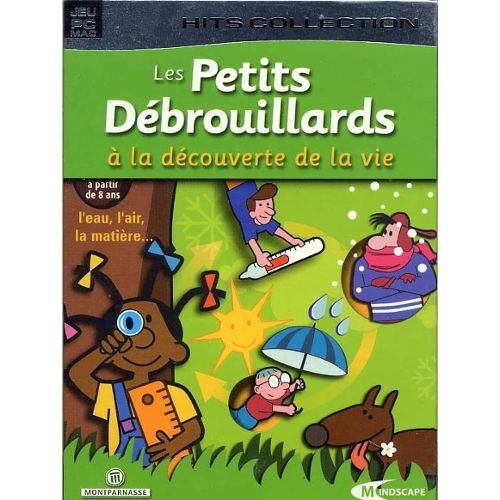 JEU
PC
MAC
HITS COLLECTION
Les Petits
Débrouillards
à la découverte de la vie
à partir
de 8 ans
l'eau, l'air,
la matière...
MONTPARNASSE
MINDSCAPE